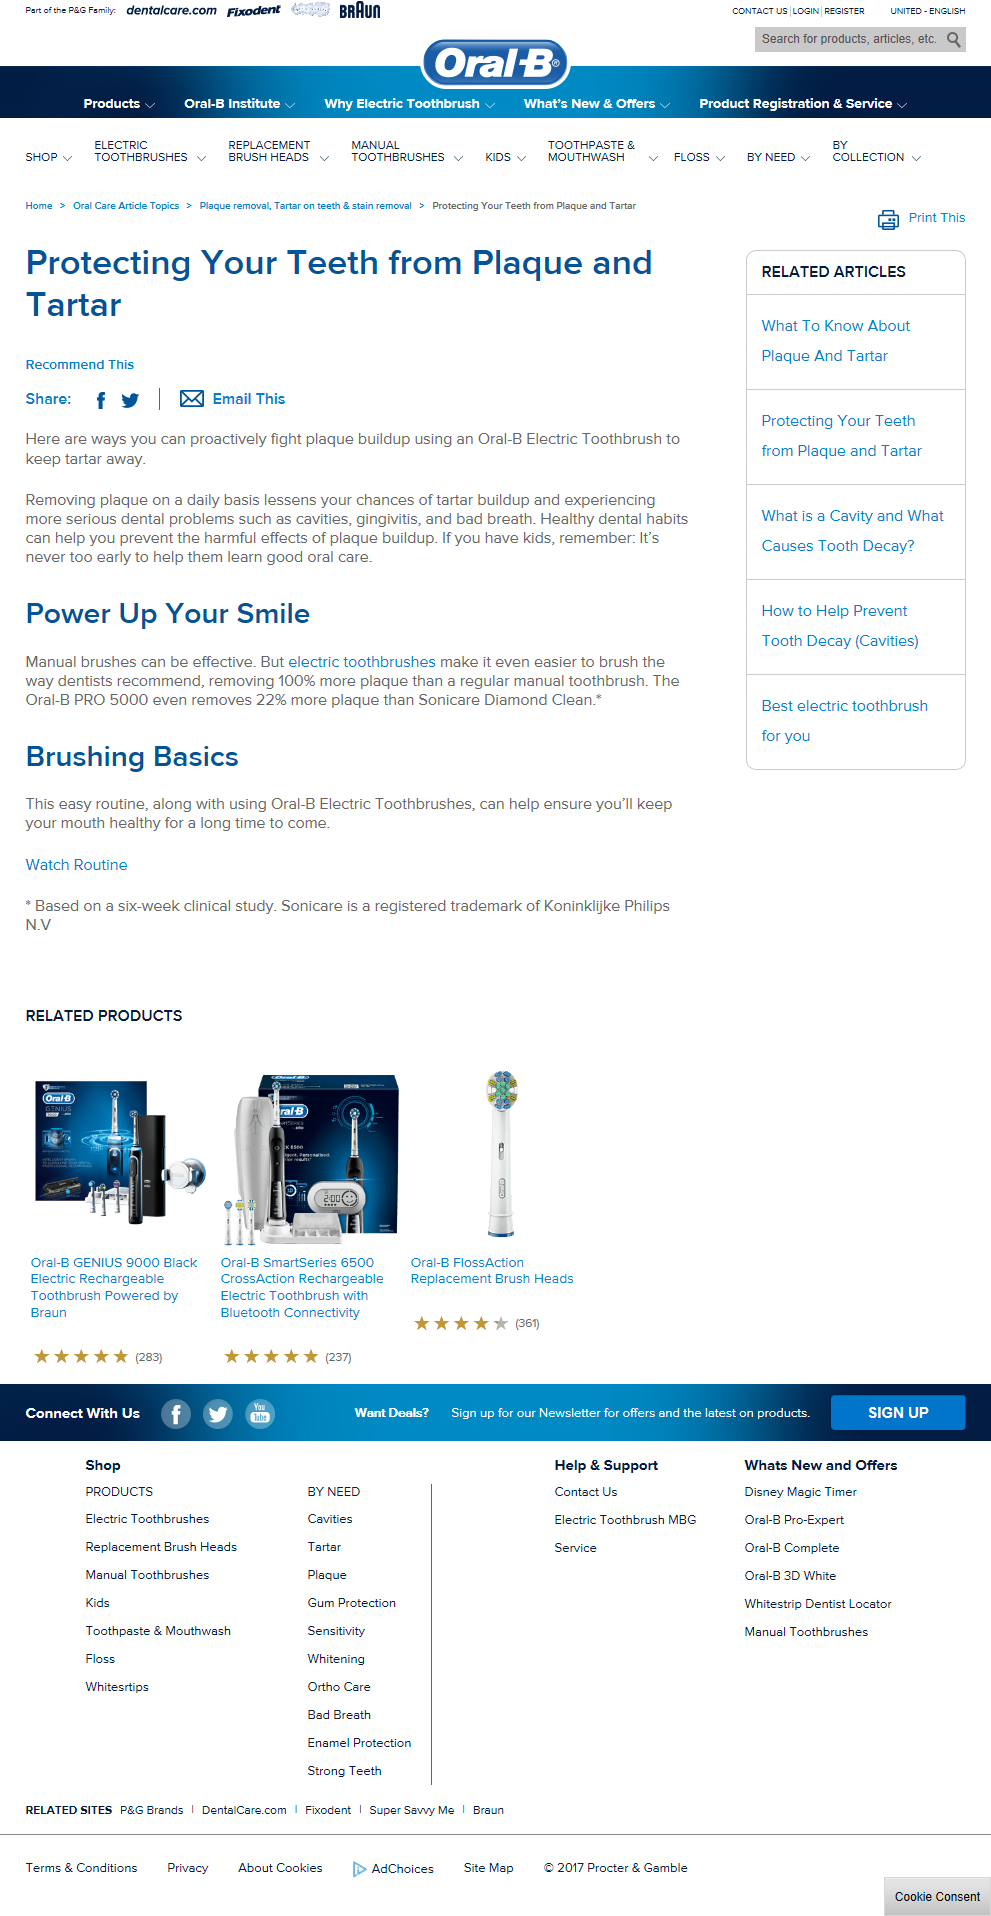 Part of the P&G Family: dentalcare.com Fixodent BRAUN
CONTACT US | LOGIN | REGISTER UNITED - ENGLISH
Search for products, articles, etc.
Oral-B®
Products Oral-B Institute Why Electric Toothbrush What's New & Offers Product Registration & Service
SHOP
ELECTRIC
TOOTHBRUSHES
REPLACEMENT
BRUSH HEADS
MANUAL
TOOTHBRUSHES
KIDS
TOOTHPASTE &
MOUTHWASH
FLOSS
BY NEED
BY
COLLECTION
Home > Oral Care Article Topics > Plaque removal, Tartar on teeth & stain removal > Protecting Your Teeth from Plaque and Tartar
Print This
Protecting Your Teeth from Plaque and
Tartar
Recommend This
Share: Email This
Here are ways you can proactively fight plaque buildup using an Oral-B Electric Toothbrush to
keep tartar away.
Removing plaque on a daily basis lessens your chances of tartar buildup and experiencing
more serious dental problems such as cavities, gingivitis, and bad breath. Healthy dental habits
can help you prevent the harmful effects of plaque buildup. If you have kids, remember: It's
never too early to help them learn good oral care.
Power Up Your Smile
Manual brushes can be effective. But electric toothbrushes make it even easier to brush the
way dentists recommend, removing 100% more plaque than a regular manual toothbrush. The
Oral-B PRO 5000 even removes 22% more plaque than Sonicare Diamond Clean.*
Brushing Basics
This easy routine, along with using Oral-B Electric Toothbrushes, can help ensure you'll keep
your mouth healthy for a long time to come.
Watch Routine
* Based on a six-week clinical study. Sonicare is a registered trademark of Koninklijke Philips
N.V
RELATED ARTICLES
What To Know About
Plaque And Tartar
Protecting Your Teeth
from Plaque and Tartar
What is a Cavity and What
Causes Tooth Decay?
How to Help Prevent
Tooth Decay (Cavities)
Best electric toothbrush
for you
RELATED PRODUCTS
Oral-B
GENIUS
2:00
Oral-B GENIUS 9000 Black
Electric Rechargeable
Toothbrush Powered by
Braun
(283)
Oral-B SmartSeries 6500
CrossAction Rechargeable
Electric Toothbrush with
Bluetooth Connectivity
(237)
Oral-B FlossAction
Replacement Brush Heads
(361)
Connect With Us You Tube Want Deals? Sign up for our Newsletter for offers and the latest on products. SIGN UP
Shop
PRODUCTS
Electric Toothbrushes
Replacement Brush Heads
Manual Toothbrushes
Kids
Toothpaste & Mouthwash
Floss
Whitesrtips
BY NEED
Cavities
Tartar
Plaque
Gum Protection
Sensitivity
Whitening
Ortho Care
Bad Breath
Enamel Protection
Strong Teeth
Help & Support
Contact Us
Electric Toothbrush MBG
Service
Whats New and Offers
Disney Magic Timer
Oral-B Pro-Expert
Oral-B Complete
Oral-B 3D White
Whitestrip Dentist Locator
Manual Toothbrushes
RELATED SITES P&G Brands | DentalCare.com | Fixodent | Super Savvy Me | Braun
Terms & Conditions Privacy About Cookies AdChoices Site Map © 2017 Procter & Gamble
Cookie Consent